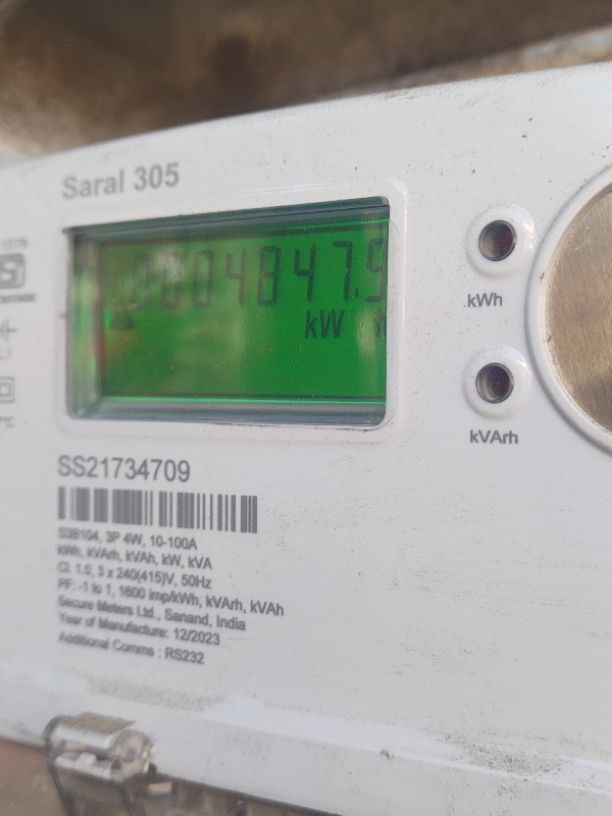 Saral 305
0004847.9
kW h
kWh
kVArh
SS21734709
S3B104, 3P 4W, 10-100A
kWh, kVArh, kVAh, kW, kVA
Cl. 1.0, 3 x 240(415)V, 50Hz
PF: -1 to 1, 1600 imp/kWh, kVArh, kVAh
Secure Meters Ltd., Sanand, India
Year of Manufacture: 12/2023
Additional Comms : RS232